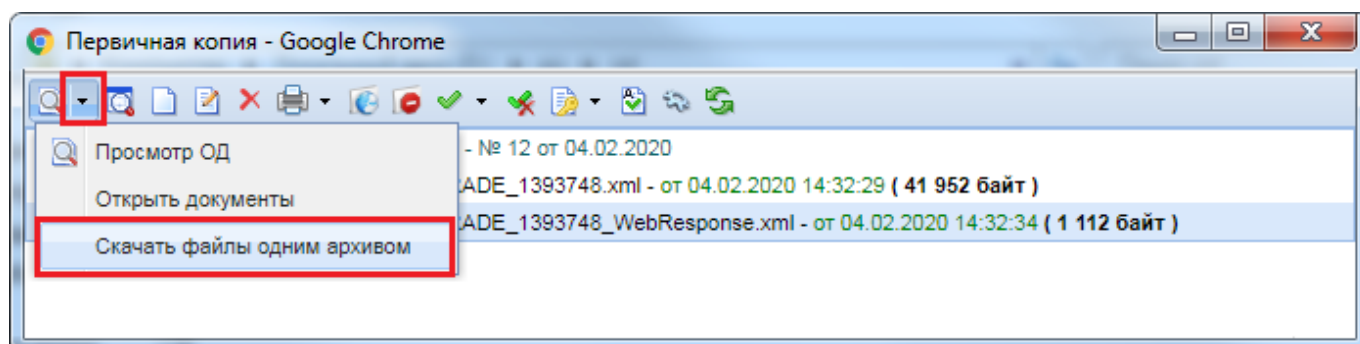 Первичная копия - Google Chrome
Просмотр ОД
- № 12 от 04.02.2020
Открыть документы
ADE_1393748.xml - от 04.02.2020 14:32:29 ( 41 952 байт )
Скачать файлы одним архивом
ADE_1393748_WebResponse.xml - от 04.02.2020 14:32:34 ( 1 112 байт )